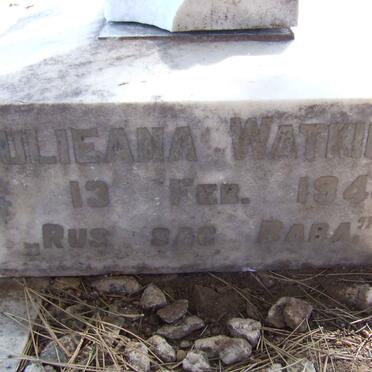 ULIEANA WATKI
13 FEB. 194
„RUS SAG BABA”